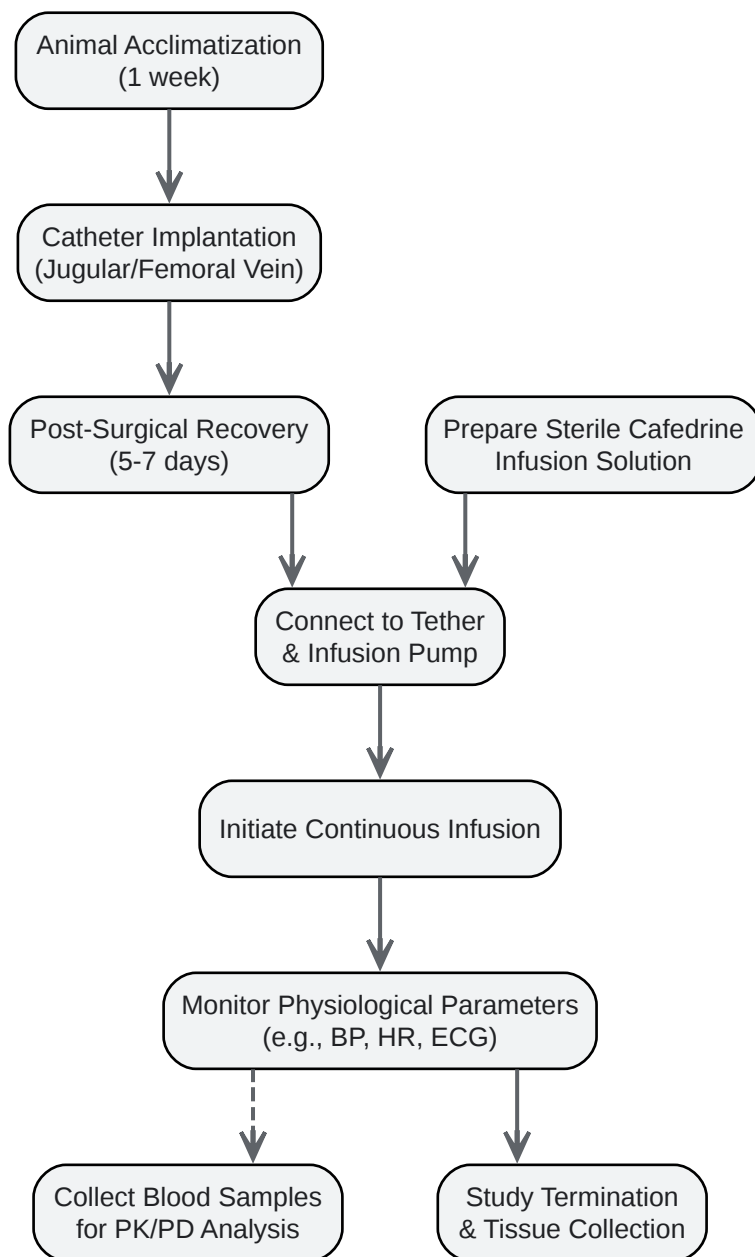 Animal Acclimatization
(1 week)
Catheter Implantation
(Jugular/Femoral Vein)
Post-Surgical Recovery
(5-7 days)
Prepare Sterile Cafedrine
Infusion Solution
Connect to Tether
& Infusion Pump
Initiate Continuous Infusion
Monitor Physiological Parameters
(e.g., BP, HR, ECG)
Collect Blood Samples
for PK/PD Analysis
Study Termination
& Tissue Collection